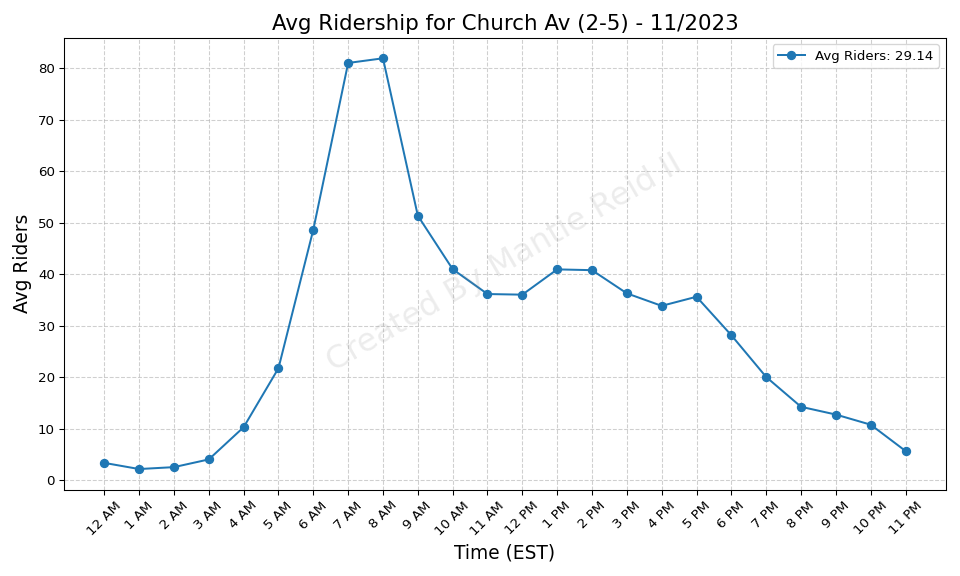 Avg Ridership for Church Av (2-5) - 11/2023
Avg Riders: 29.14
Avg Riders
80
70
60
50
40
30
20
10
0
Created By Mantie Reid II
12 AM
1 AM
2 AM
3 AM
4 AM
5 AM
6 AM
7 AM
8 AM
9 AM
10 AM
11 AM
12 PM
1 PM
2 PM
3 PM
4 PM
5 PM
6 PM
7 PM
8 PM
9 PM
10 PM
11 PM
Time (EST)